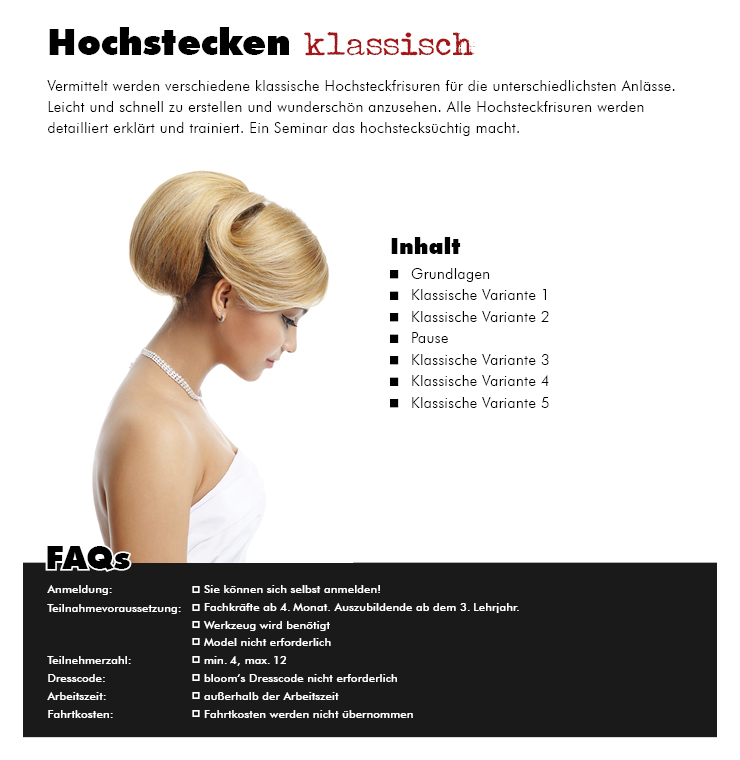 Hochstecken klassisch
Vermittelt werden verschiedene klassische Hochsteckfrisuren für die unterschiedlichsten Anlässe.
Leicht und schnell zu erstellen und wunderschön anzusehen. Alle Hochsteckfrisuren werden
detailliert erklärt und trainiert. Ein Seminar das hochstecksüchtig macht.
Inhalt
Grundlagen
Klassische Variante 1
Klassische Variante 2
Pause
Klassische Variante 3
Klassische Variante 4
Klassische Variante 5
FAQs
Anmeldung: Sie können sich selbst anmelden!
Teilnahmevoraussetzung: Fachkräfte ab 4. Monat. Auszubildende ab dem 3. Lehrjahr.
Werkzeug wird benötigt
Model nicht erforderlich
Teilnehmerzahl: min. 4, max. 12
Dresscode: bloom's Dresscode nicht erforderlich
Arbeitszeit: außerhalb der Arbeitszeit
Fahrtkosten: Fahrtkosten werden nicht übernommen